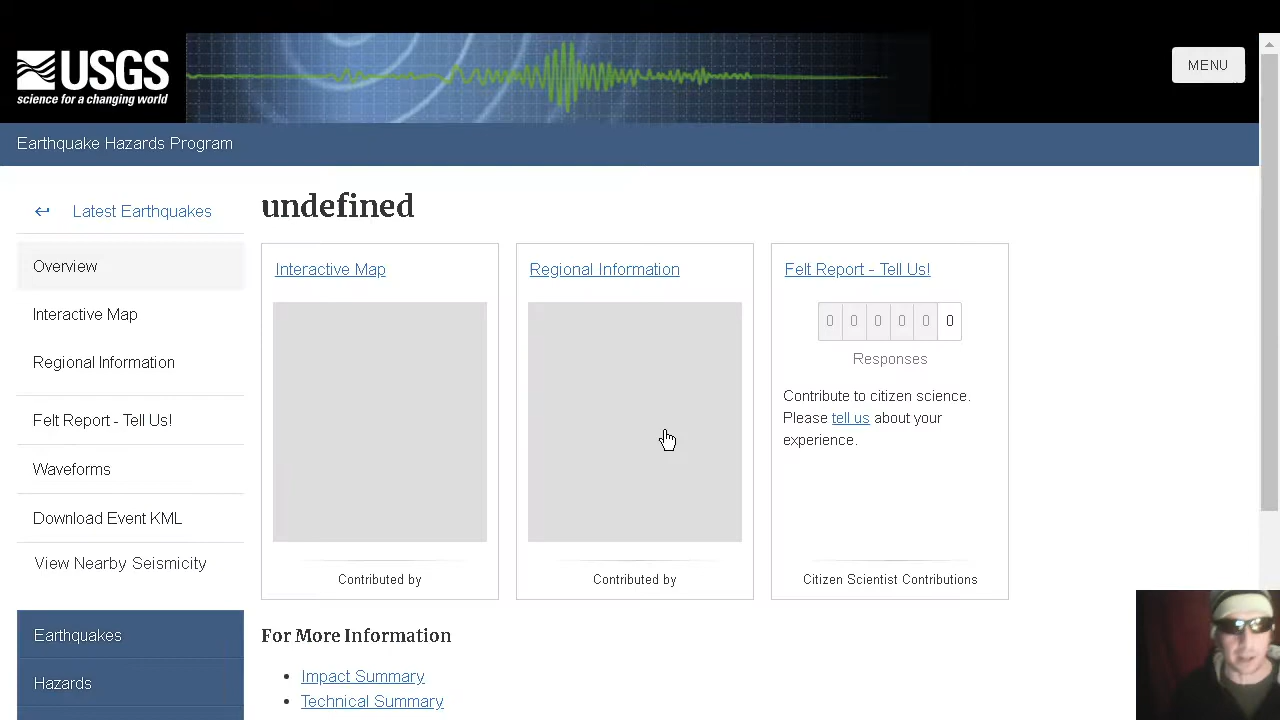 USGS
science for a changing world
MENU
Earthquake Hazards Program
Latest Earthquakes
Overview
Interactive Map
Regional Information
Felt Report - Tell Us!
Waveforms
Download Event KML
View Nearby Seismicity
Earthquakes
Hazards
undefined
Interactive Map
Contributed by
Regional Information
Contributed by
Felt Report - Tell Us!
0 0 0 0 0 0
Responses
Contribute to citizen science.
Please tell us about your
experience.
Citizen Scientist Contributions
For More Information
Impact Summary
Technical Summary